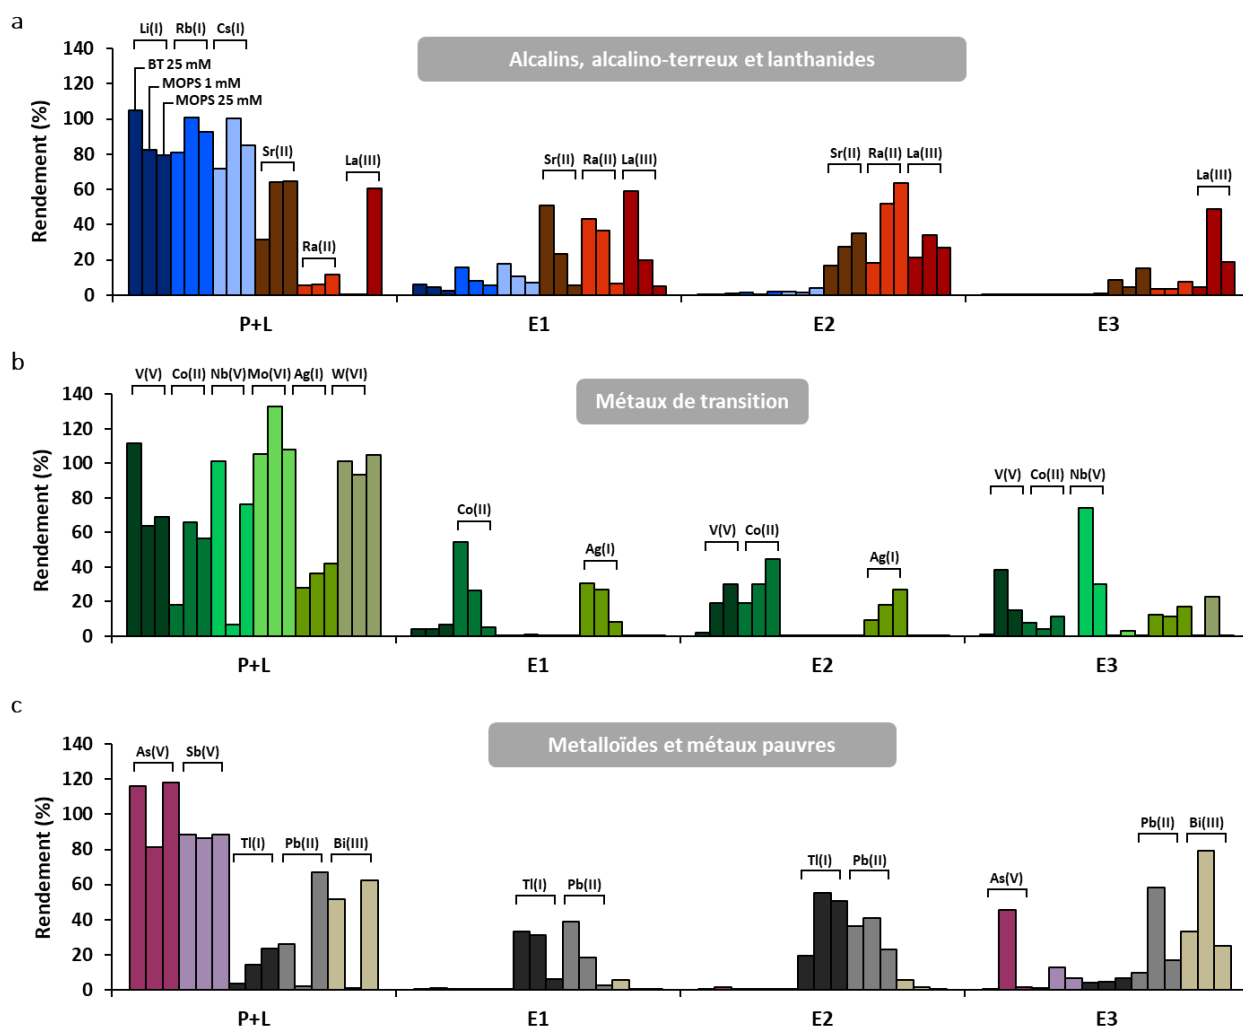 a
Alcalins, alcalino-terreux et lanthanides
Rendement (%)
140
120
100
80
60
40
20
0
Li(I) Rb(I) Cs(I)
BT 25 mM
MOPS 1 mM
MOPS 25 mM
Sr(II)
Ra(II)
La(III)
Sr(II) Ra(II) La(III)
Sr(II) Ra(II) La(III)
La(III)
P+L E1 E2 E3
b
Métaux de transition
Rendement (%)
140
120
100
80
60
40
20
0
V(V) Co(II) Nb(V) Mo(VI) Ag(I) W(VI)
Co(II)
Ag(I)
V(V) Co(II)
Ag(I)
V(V) Co(II) Nb(V)
P+L E1 E2 E3
c
Metalloïdes et métaux pauvres
Rendement (%)
140
120
100
80
60
40
20
0
As(V) Sb(V)
Tl(I) Pb(II) Bi(III)
Tl(I) Pb(II)
Tl(I) Pb(II)
As(V)
Pb(II) Bi(III)
P+L E1 E2 E3